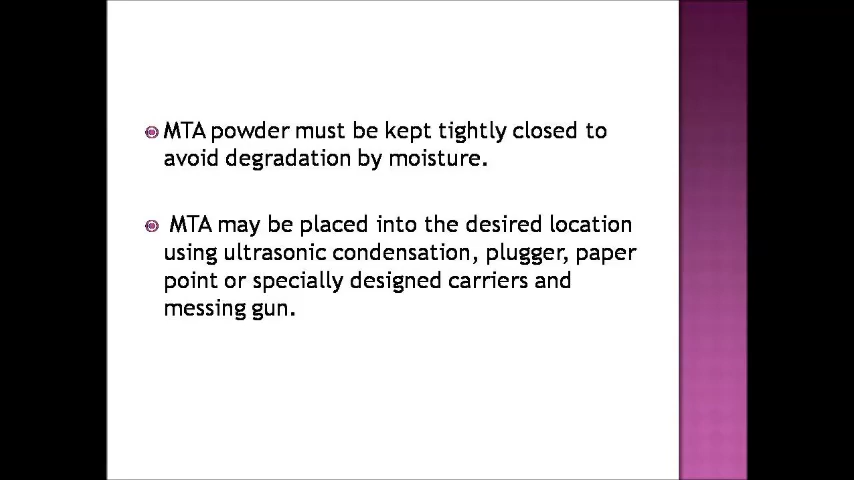 MTA powder must be kept tightly closed to
avoid degradation by moisture.
MTA may be placed into the desired location
using ultrasonic condensation, plugger, paper
point or specially designed carriers and
messing gun.